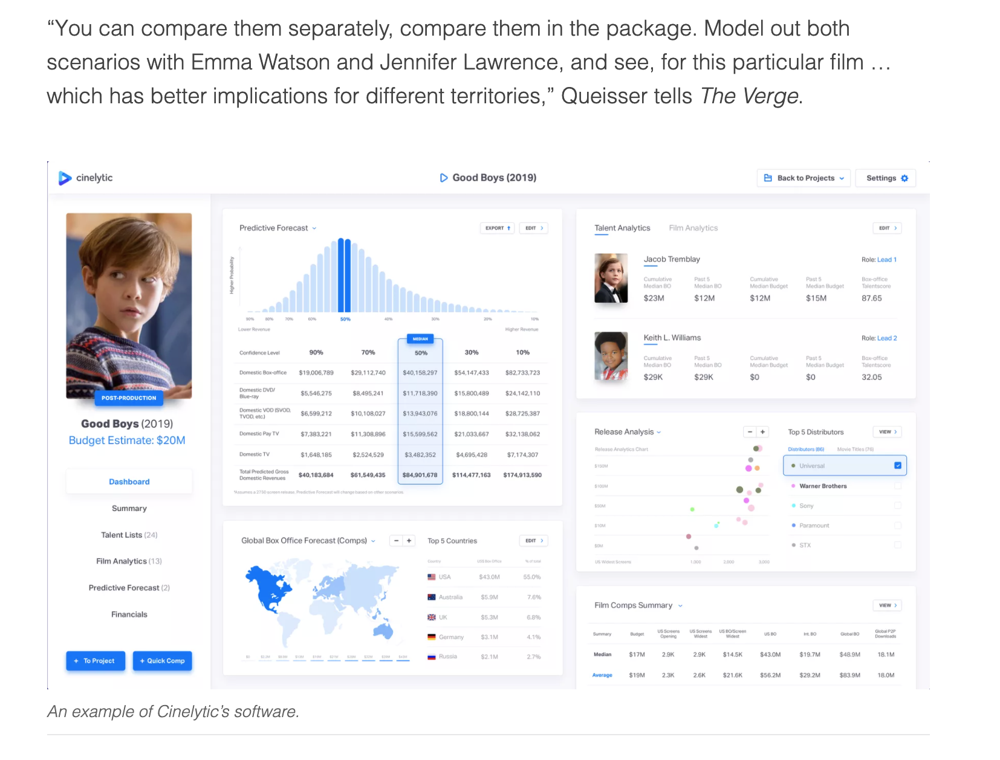 “You can compare them separately, compare them in the package. Model out both
scenarios with Emma Watson and Jennifer Lawrence, and see, for this particular film …
which has better implications for different territories,” Queisser tells The Verge.
cinelytic
Good Boys (2019)
Back to Projects
Settings
POST-PRODUCTION
Good Boys (2019)
Budget Estimate: $20M
Dashboard
Summary
Talent Lists (24)
Film Analytics (13)
Predictive Forecast (2)
Financials
+ To Project
+ Quick Comp
Predictive Forecast
EXPORT
EDIT
Higher Probability
90% 80% 70% 60% 50% 40% 30% 20% 10%
Lower Revenue Higher Revenue
MEDIAN
Confidence Level 90% 70% 50% 30% 10%
Domestic Box-office $19,006,789 $29,112,740 $40,158,297 $54,147,433 $82,733,723
Domestic DVD/
Blue-ray $5,546,275 $8,495,241 $11,718,390 $15,800,489 $24,142,110
Domestic VOD (SVOD,
TVOD, etc.) $6,599,212 $10,108,027 $13,943,076 $18,800,144 $28,725,387
Domestic Pay TV $7,383,221 $11,308,896 $15,599,562 $21,033,667 $32,138,062
Domestic TV $1,648,185 $2,524,529 $3,482,352 $4,695,428 $7,174,307
Total Predicted Gross
Domestic Revenues $40,183,684 $61,549,435 $84,901,678 $114,477,163 $174,913,590
*Assumes a 2750 screen release. Predictive Forecast will change based on other scenarios.
Global Box Office Forecast (Comps)
− +
Top 5 Countries
EDIT
Country US$ Box Office % of total
USA $43.0M 55.0%
Australia $5.9M 7.6%
UK $5.3M 6.8%
Germany $3.1M 4.1%
Russia $2.1M 2.7%
Talent Analytics
Film Analytics
EDIT
Jacob Tremblay
Role: Lead 1
Cumulative Past 5 Cumulative Past 5 Box-office
Median BO Median BO Median Budget Median Budget Talentscore
$23M $12M $12M $15M 87.65
Keith L. Williams
Role: Lead 2
Cumulative Past 5 Cumulative Past 5 Box-office
Median BO Median BO Median Budget Median Budget Talentscore
$29K $29K $0 $0 32.05
Release Analysis
− +
Release Analytics Chart
$150M
$100M
$50M
$10M
$0M
US Widest Screens 1,000 2,000 3,000
Top 5 Distributors
VIEW
Distributors (86) Movie Titles (76)
Universal
Warner Brothers
Sony
Paramount
STX
Film Comps Summary
VIEW
Summary Budget US Screens US Screens US BO/Screen US BO Int. BO Global BO Global P2P
Opening Widest Widest Downloads
Median $17M 2.9K 2.9K $14.5K $43.0M $19.7M $48.9M 18.1M
Average $19M 2.3K 2.6K $21.6K $56.2M $29.2M $83.9M 18.0M
An example of Cinelytic’s software.